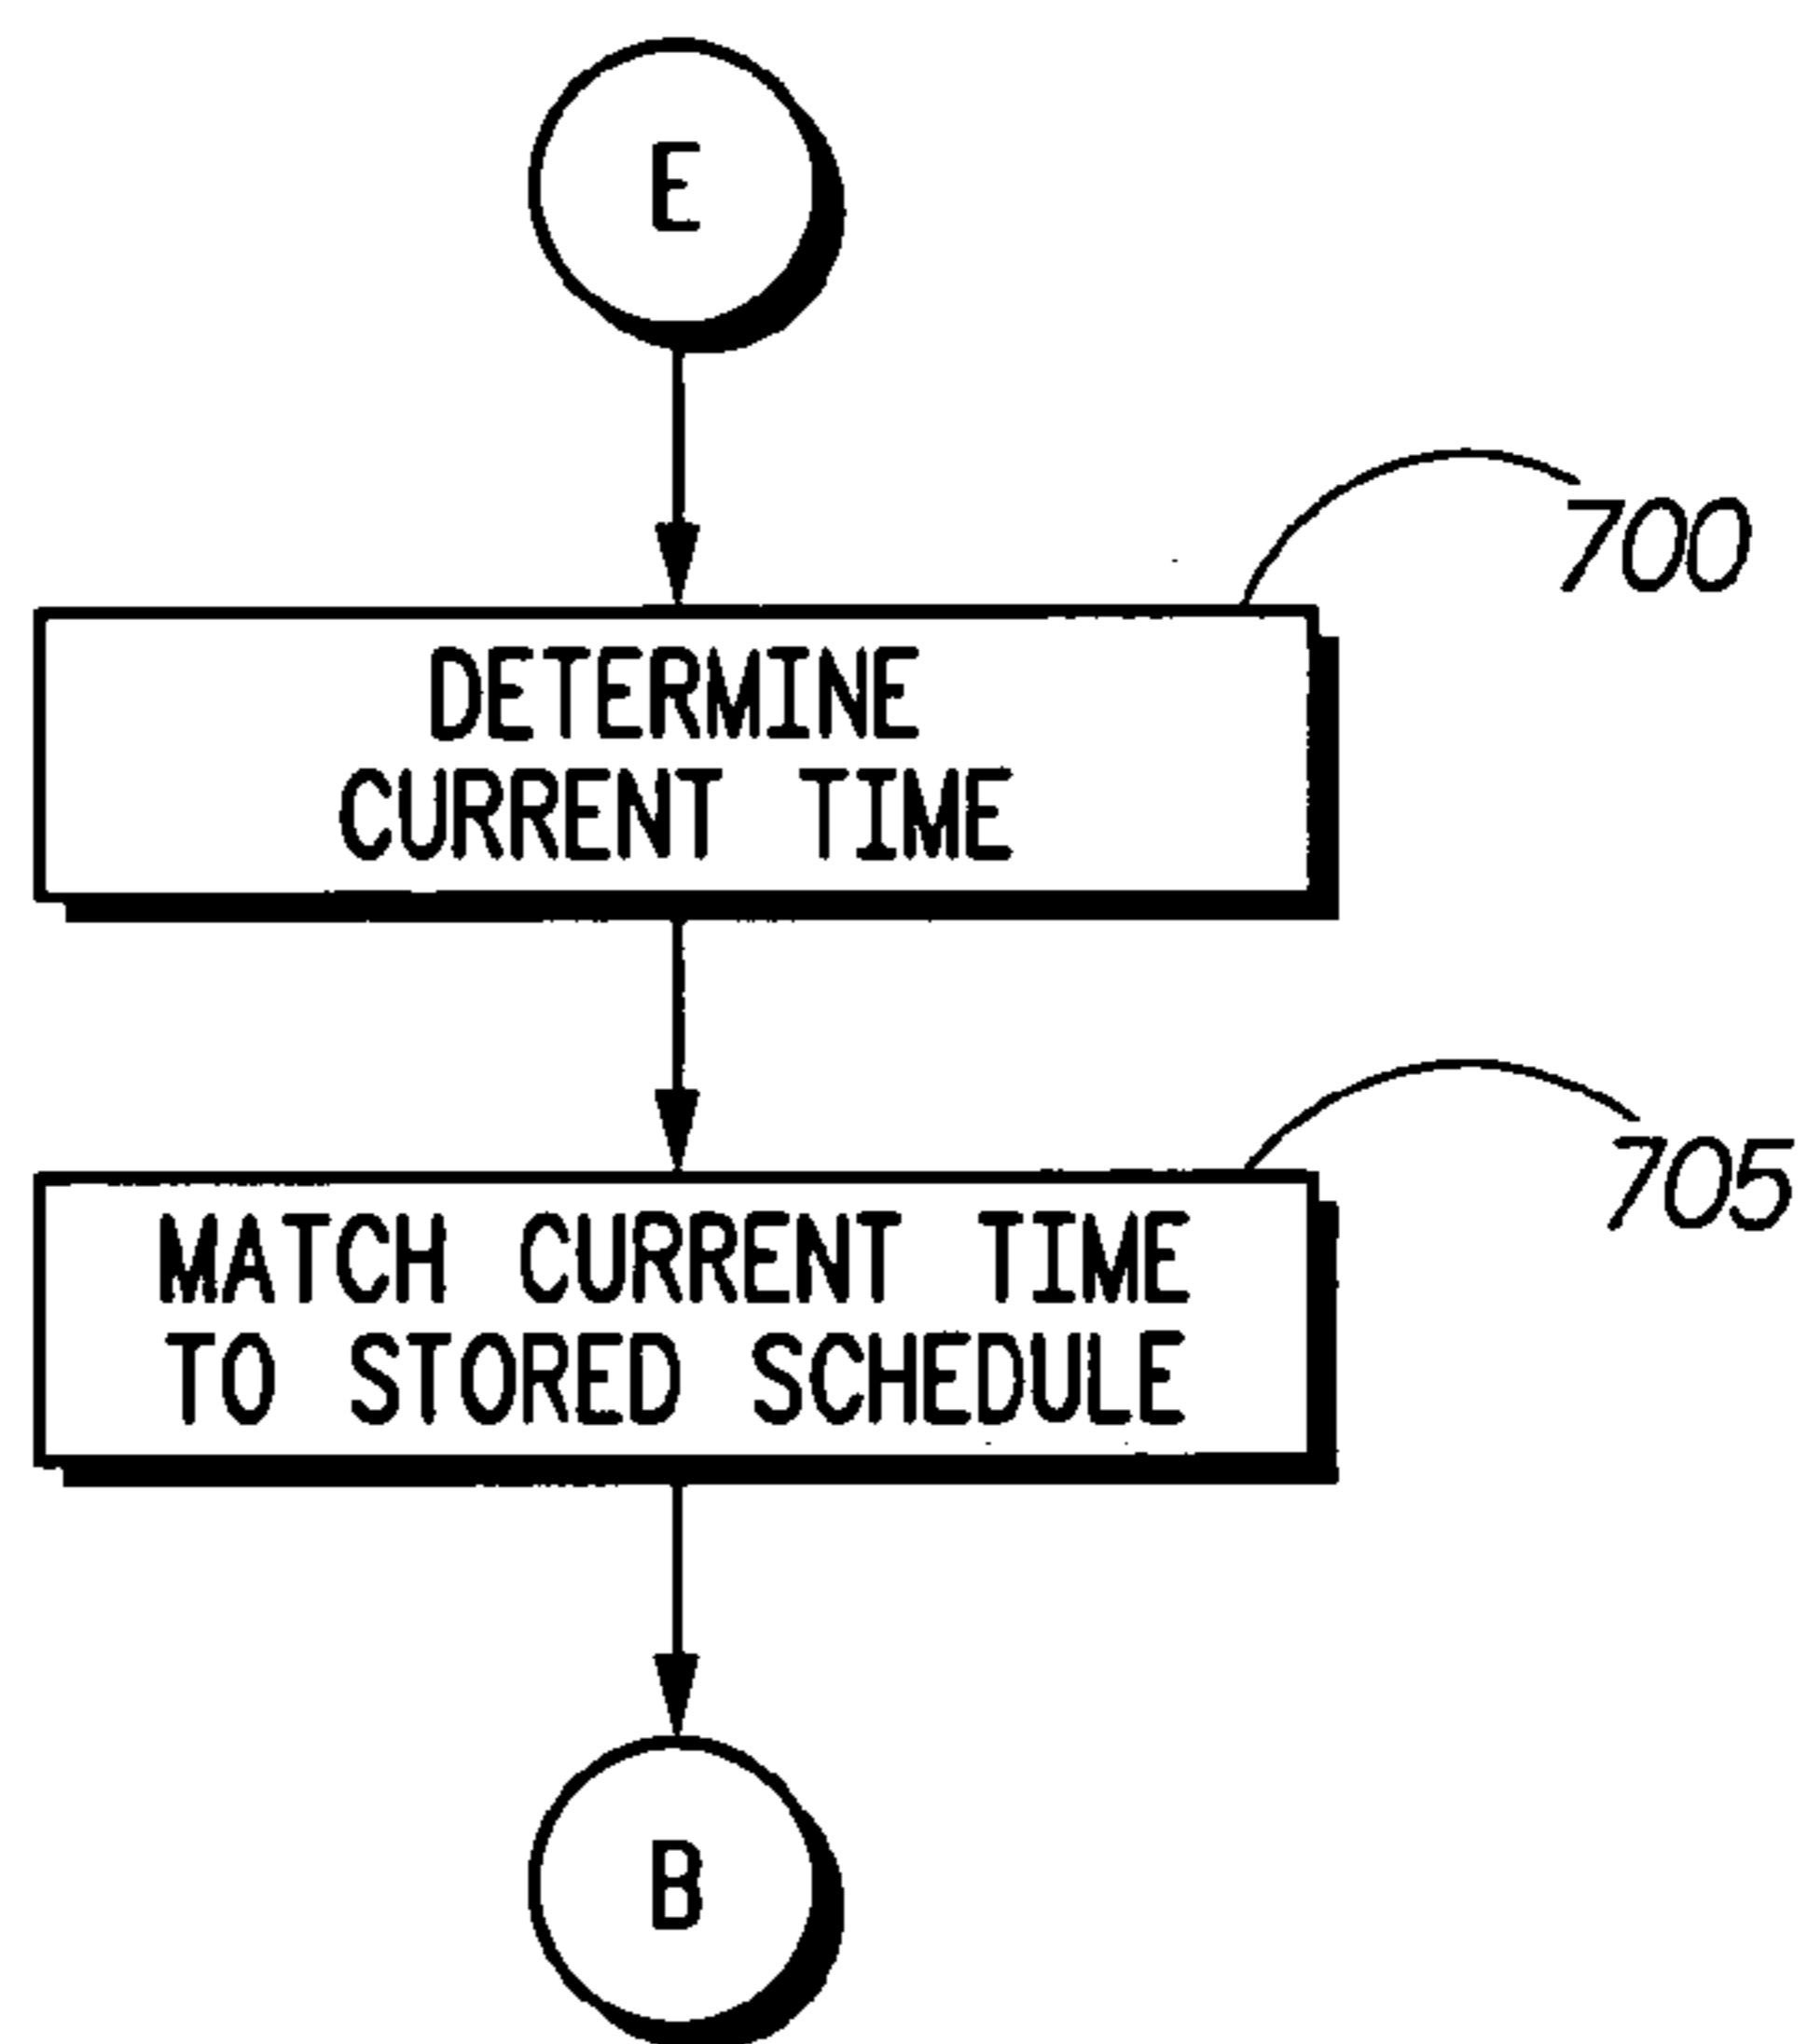 E
700
DETERMINE
CURRENT TIME
705
MATCH CURRENT TIME
TO STORED SCHEDULE
B